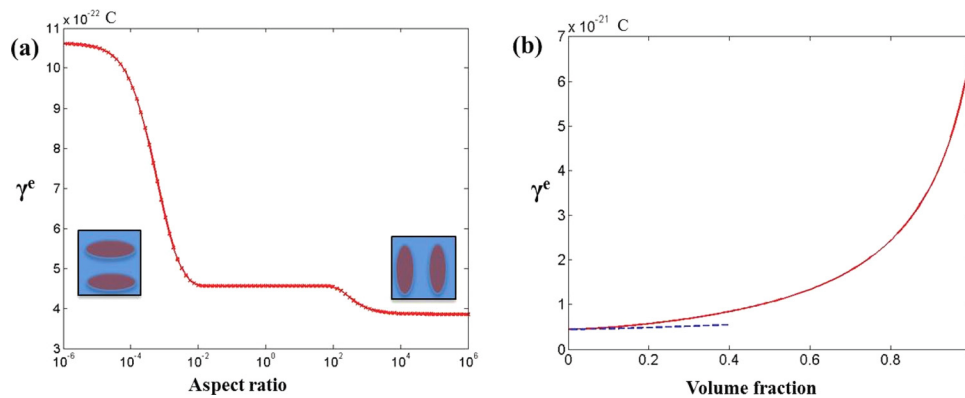 (a)
× 10⁻²² C
11
10
9
8
7
6
5
4
3
γᵉ
10⁻⁶ 10⁻⁴ 10⁻² 10⁰ 10² 10⁴ 10⁶
Aspect ratio
(b)
× 10⁻²¹ C
7
6
5
4
3
2
1
0
γᵉ
0 0.2 0.4 0.6 0.8
Volume fraction